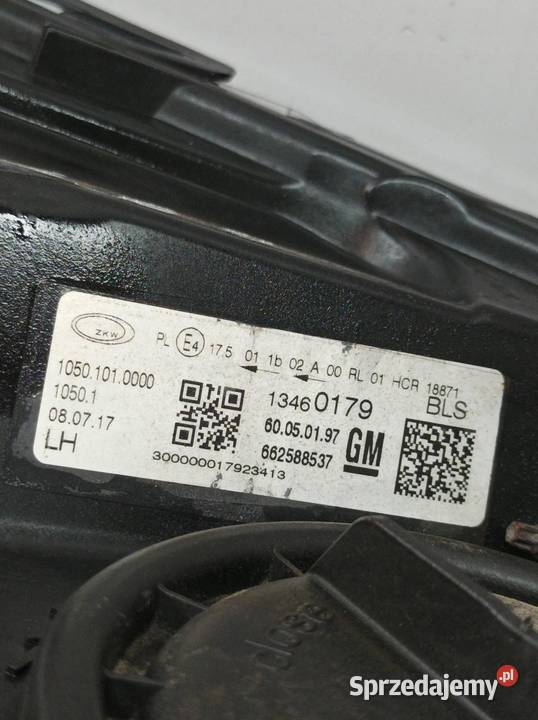 ZKW
PL E4 17.5 01 1b 02 A 00 RL 01 HCR 18871
1050.101.0000
1050.1
08.07.17
LH
300000017923413
13460179
60.05.01.97
662588537
GM
BLS
close
Sprzedajemy.pl